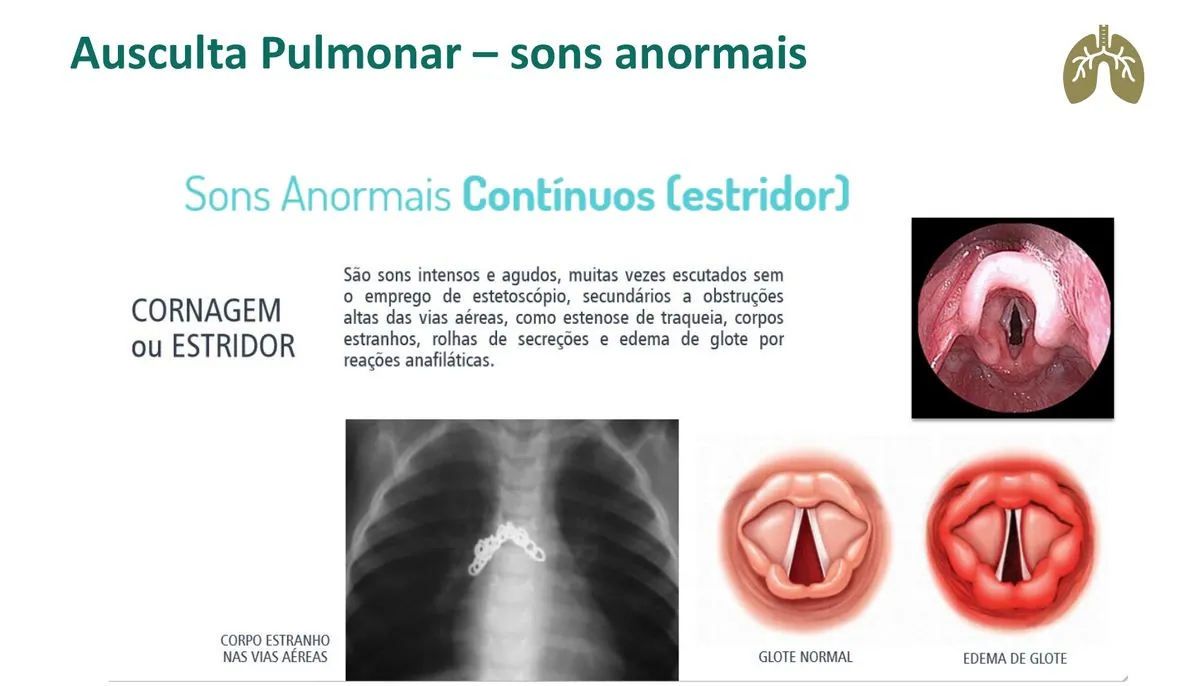 Ausculta Pulmonar – sons anormais
Sons Anormais Contínuos (estridor)
CORNAGEM
ou ESTRIDOR
São sons intensos e agudos, muitas vezes escutados sem
o emprego de estetoscópio, secundários a obstruções
altas das vias aéreas, como estenose de traqueia, corpos
estranhos, rolhas de secreções e edema de glote por
reações anafiláticas.
CORPO ESTRANHO
NAS VIAS AÉREAS
GLOTE NORMAL
EDEMA DE GLOTE